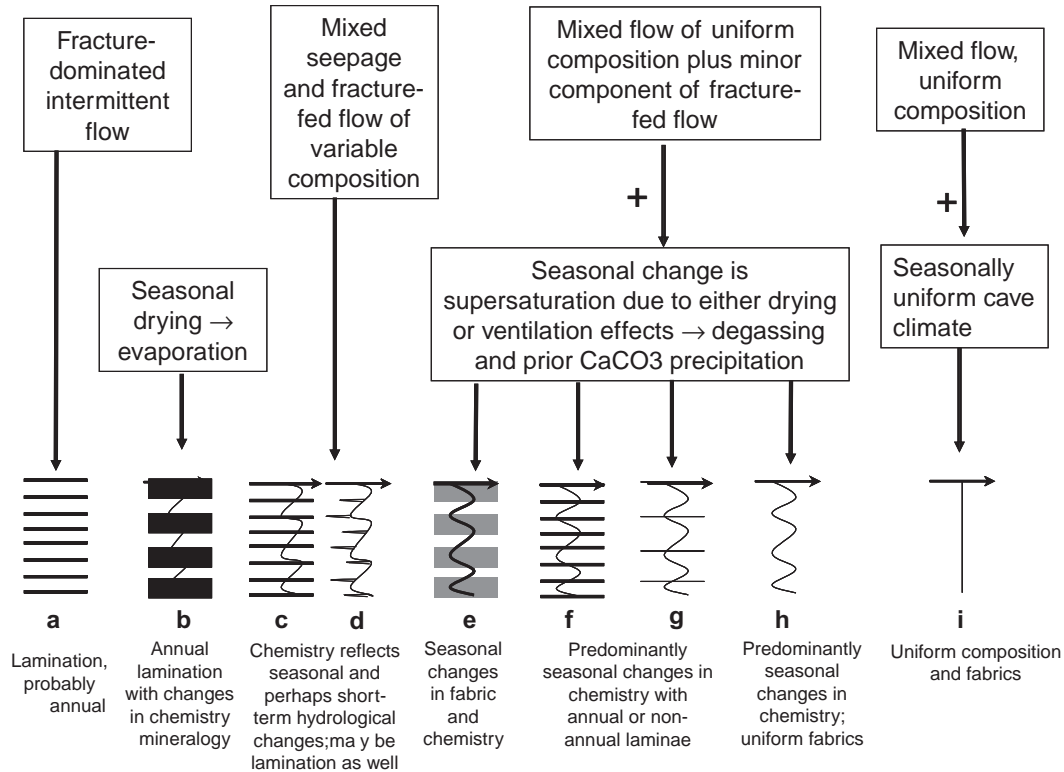 Fracture-
dominated
intermittent
flow
Mixed
seepage
and fracture-
fed flow of
variable
composition
Mixed flow of uniform
composition plus minor
component of fracture-
fed flow
Mixed flow,
uniform
composition
+
+
Seasonal
drying →
evaporation
Seasonal change is
supersaturation due to either drying
or ventilation effects → degassing
and prior CaCO3 precipitation
Seasonally
uniform cave
climate
a
b
c
d
e
f
g
h
i
Lamination,
probably
annual
Annual
lamination
with changes
in chemistry
mineralogy
Chemistry reflects
seasonal and
perhaps short-
term hydrological
changes;ma y be
lamination as well
Seasonal
changes
in fabric
and
chemistry
Predominantly
seasonal changes in
chemistry with
annual or non-
annual laminae
Predominantly
seasonal
changes in
chemistry;
uniform fabrics
Uniform composition
and fabrics